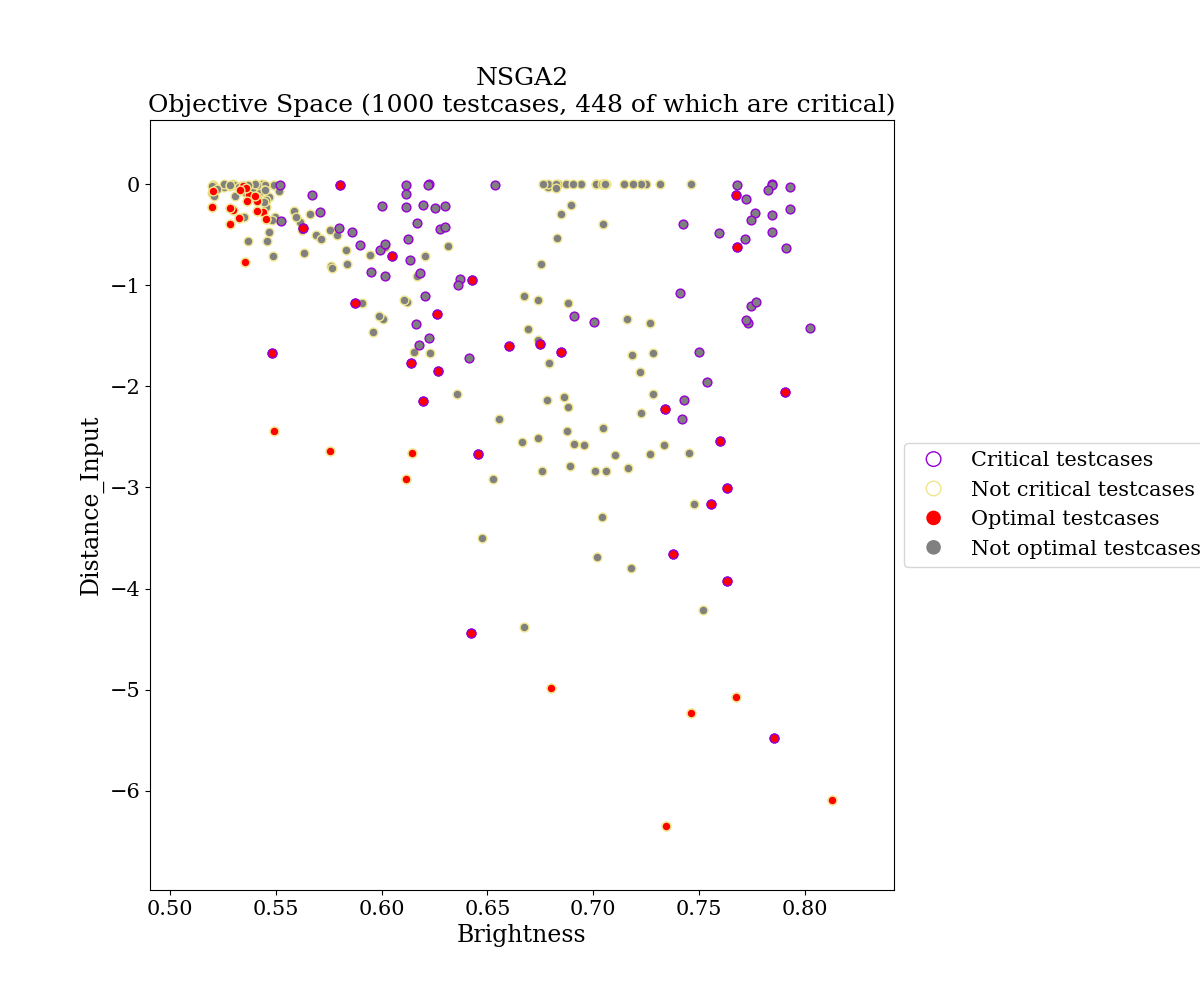 NSGA2
Objective Space (1000 testcases, 448 of which are critical)
0
−1
−2
−3
−4
−5
−6
Distance_Input
0.50 0.55 0.60 0.65 0.70 0.75 0.80
Brightness
Critical testcases
Not critical testcases
Optimal testcases
Not optimal testcases